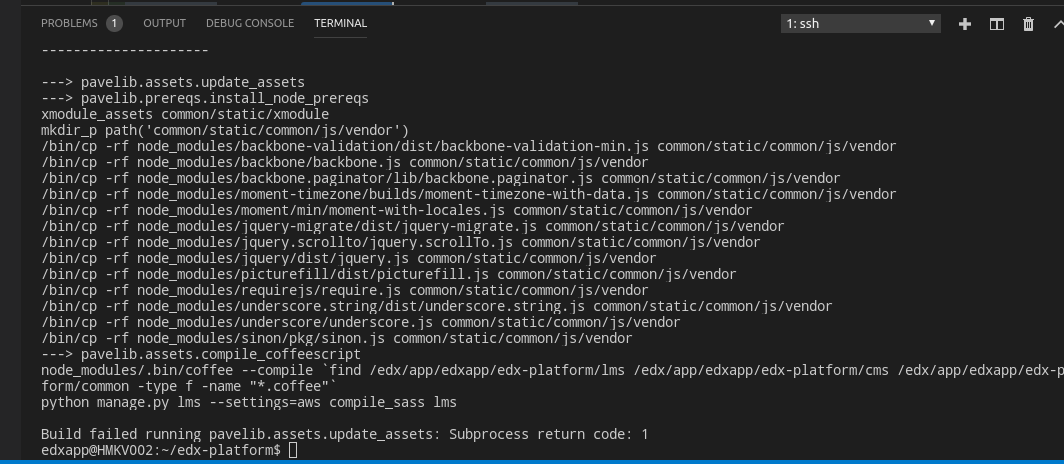 PROBLEMS 1 OUTPUT DEBUG CONSOLE TERMINAL 1: ssh
---------------------
---> pavelib.assets.update_assets
---> pavelib.prereqs.install_node_prereqs
xmodule_assets common/static/xmodule
mkdir_p path('common/static/common/js/vendor')
/bin/cp -rf node_modules/backbone-validation/dist/backbone-validation-min.js common/static/common/js/vendor
/bin/cp -rf node_modules/backbone/backbone.js common/static/common/js/vendor
/bin/cp -rf node_modules/backbone.paginator/lib/backbone.paginator.js common/static/common/js/vendor
/bin/cp -rf node_modules/moment-timezone/builds/moment-timezone-with-data.js common/static/common/js/vendor
/bin/cp -rf node_modules/moment/min/moment-with-locales.js common/static/common/js/vendor
/bin/cp -rf node_modules/jquery-migrate/dist/jquery-migrate.js common/static/common/js/vendor
/bin/cp -rf node_modules/jquery.scrollto/jquery.scrollTo.js common/static/common/js/vendor
/bin/cp -rf node_modules/jquery/dist/jquery.js common/static/common/js/vendor
/bin/cp -rf node_modules/picturefill/dist/picturefill.js common/static/common/js/vendor
/bin/cp -rf node_modules/requirejs/require.js common/static/common/js/vendor
/bin/cp -rf node_modules/underscore.string/dist/underscore.string.js common/static/common/js/vendor
/bin/cp -rf node_modules/underscore/underscore.js common/static/common/js/vendor
/bin/cp -rf node_modules/sinon/pkg/sinon.js common/static/common/js/vendor
---> pavelib.assets.compile_coffeescript
node_modules/.bin/coffee --compile `find /edx/app/edxapp/edx-platform/lms /edx/app/edxapp/edx-platform/cms /edx/app/edxapp/edx-p
form/common -type f -name "*.coffee"`
python manage.py lms --settings=aws compile_sass lms
Build failed running pavelib.assets.update_assets: Subprocess return code: 1
edxapp@HMKV002:~/edx-platform$